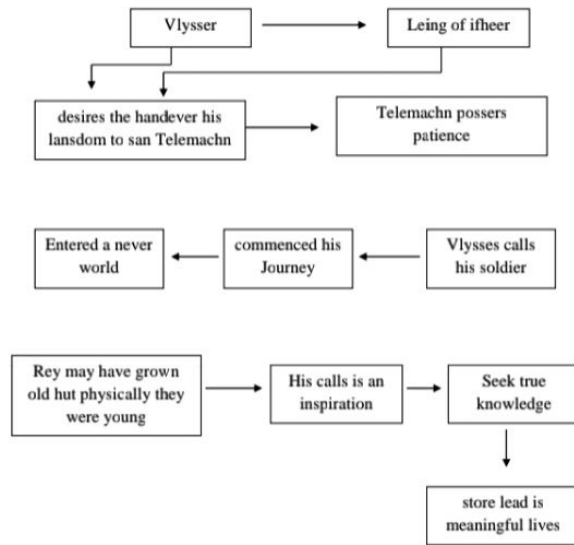 Vlysser
Leing of ifheer
desires the handever his
lansdom to san Telemachn
Telemachn possers
patience
Entered a never
world
commenced his
Journey
Vlysses calls
his soldier
Rey may have grown
old hut physically they
were young
His calls is an
inspiration
Seek true
knowledge
store lead is
meaningful lives